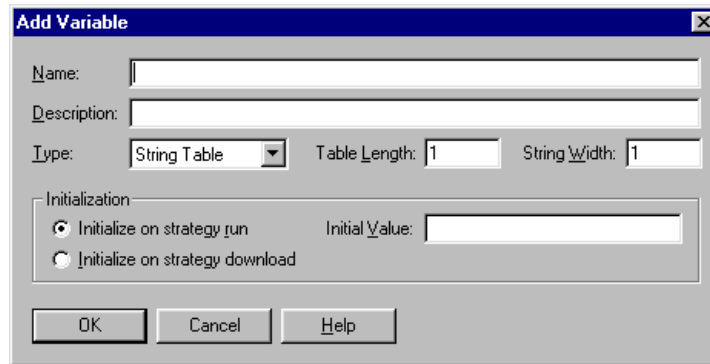 Add Variable
Name:
Description:
Type: String Table Table Length: 1 String Width: 1
Initialization
Initialize on strategy run Initial Value:
Initialize on strategy download
OK Cancel Help